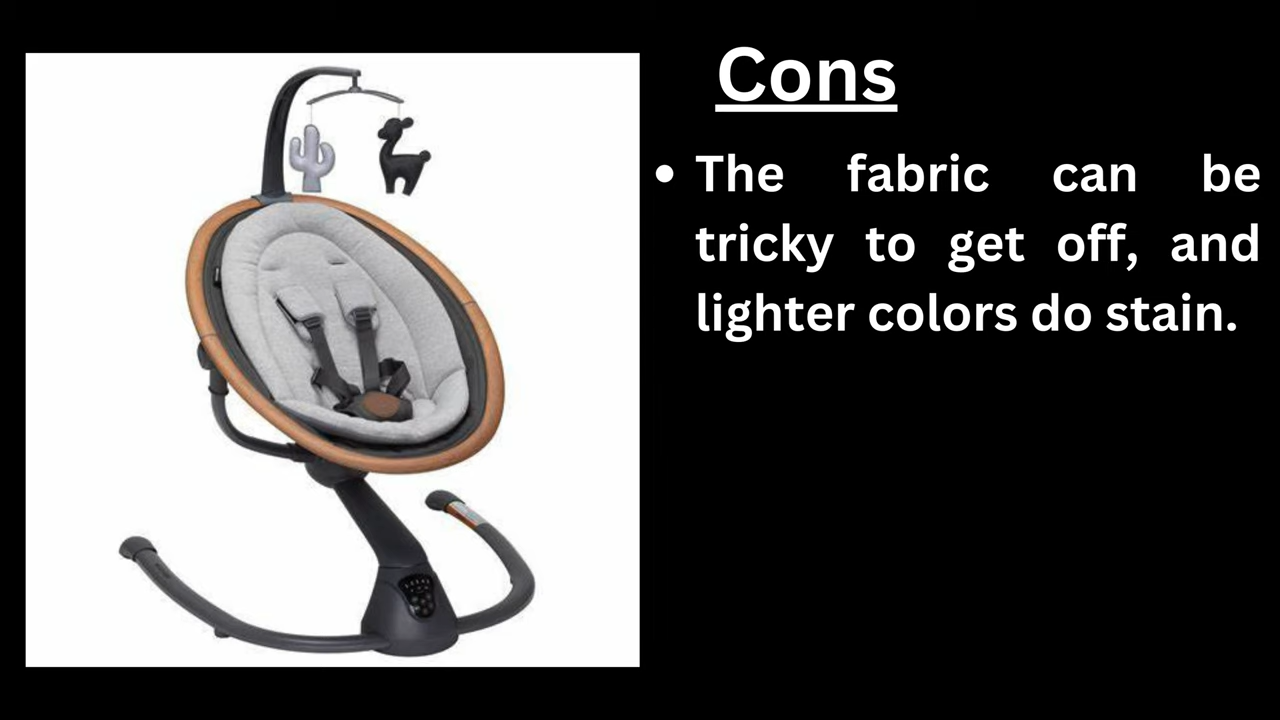 Cons
• The fabric can be
tricky to get off, and
lighter colors do stain.